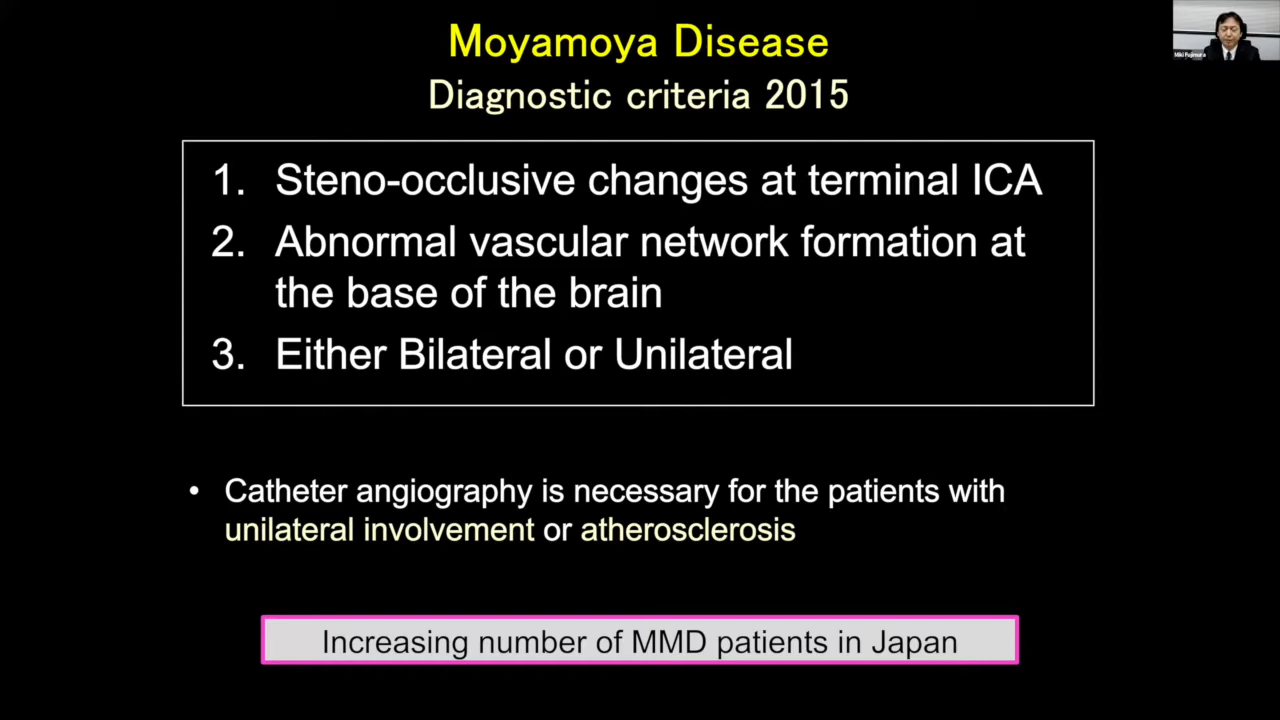 Moyamoya Disease
Diagnostic criteria 2015
1. Steno-occlusive changes at terminal ICA
2. Abnormal vascular network formation at
the base of the brain
3. Either Bilateral or Unilateral
• Catheter angiography is necessary for the patients with
unilateral involvement or atherosclerosis
Increasing number of MMD patients in Japan
Miki Fujimura